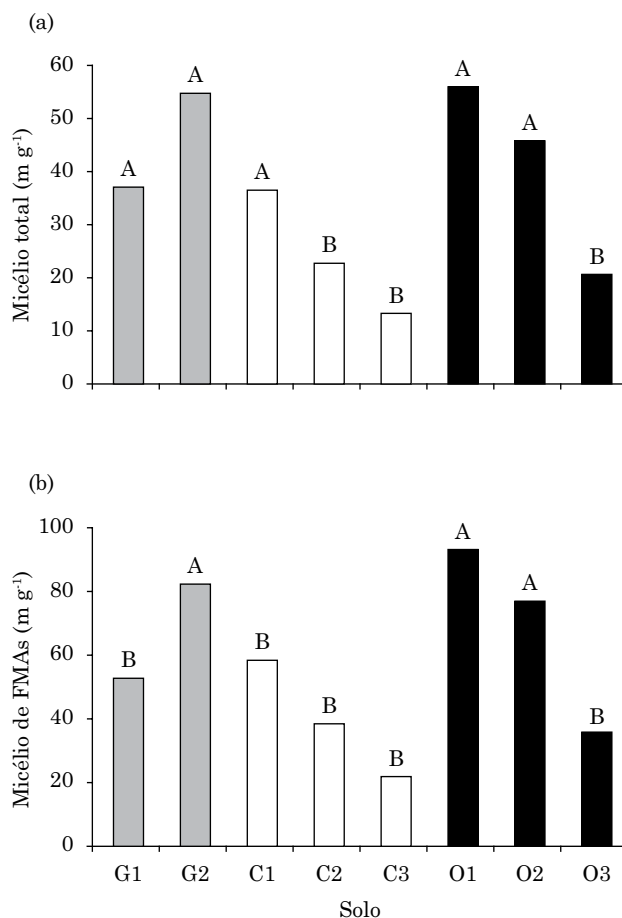 (a)
Micélio total (m g⁻¹)
60
50
40
30
20
10
0
A
A
A
B
B
A
A
B
(b)
Micélio de FMAs (m g⁻¹)
100
80
60
40
20
0
B
A
B
B
B
A
A
B
G1 G2 C1 C2 C3 O1 O2 O3
Solo